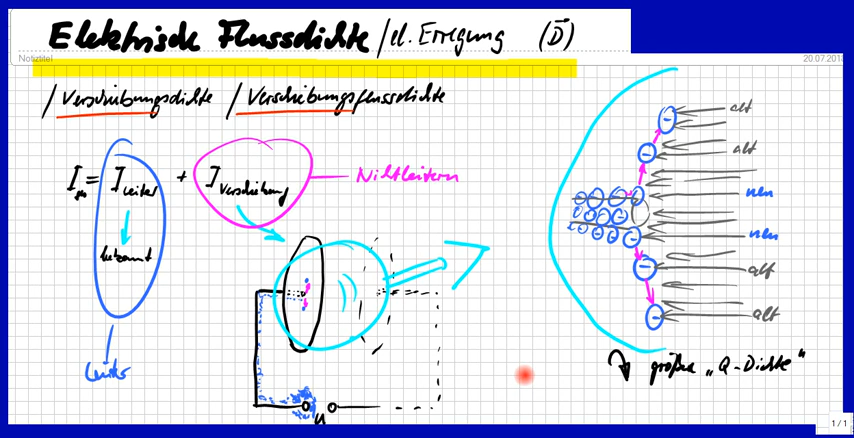 Elektrische Flussdichte / el. Erregung (D⃗)
Notiztitel
20.07.201
/ Verschiebungsdichte / Verschiebungsflussdichte
I = I Leiter + I Verschiebung
Nichtleitern
bekannt
Leiter
U
alt
alt
neu
neu
alt
alt
größere „Q-Dichte"
1 / 1